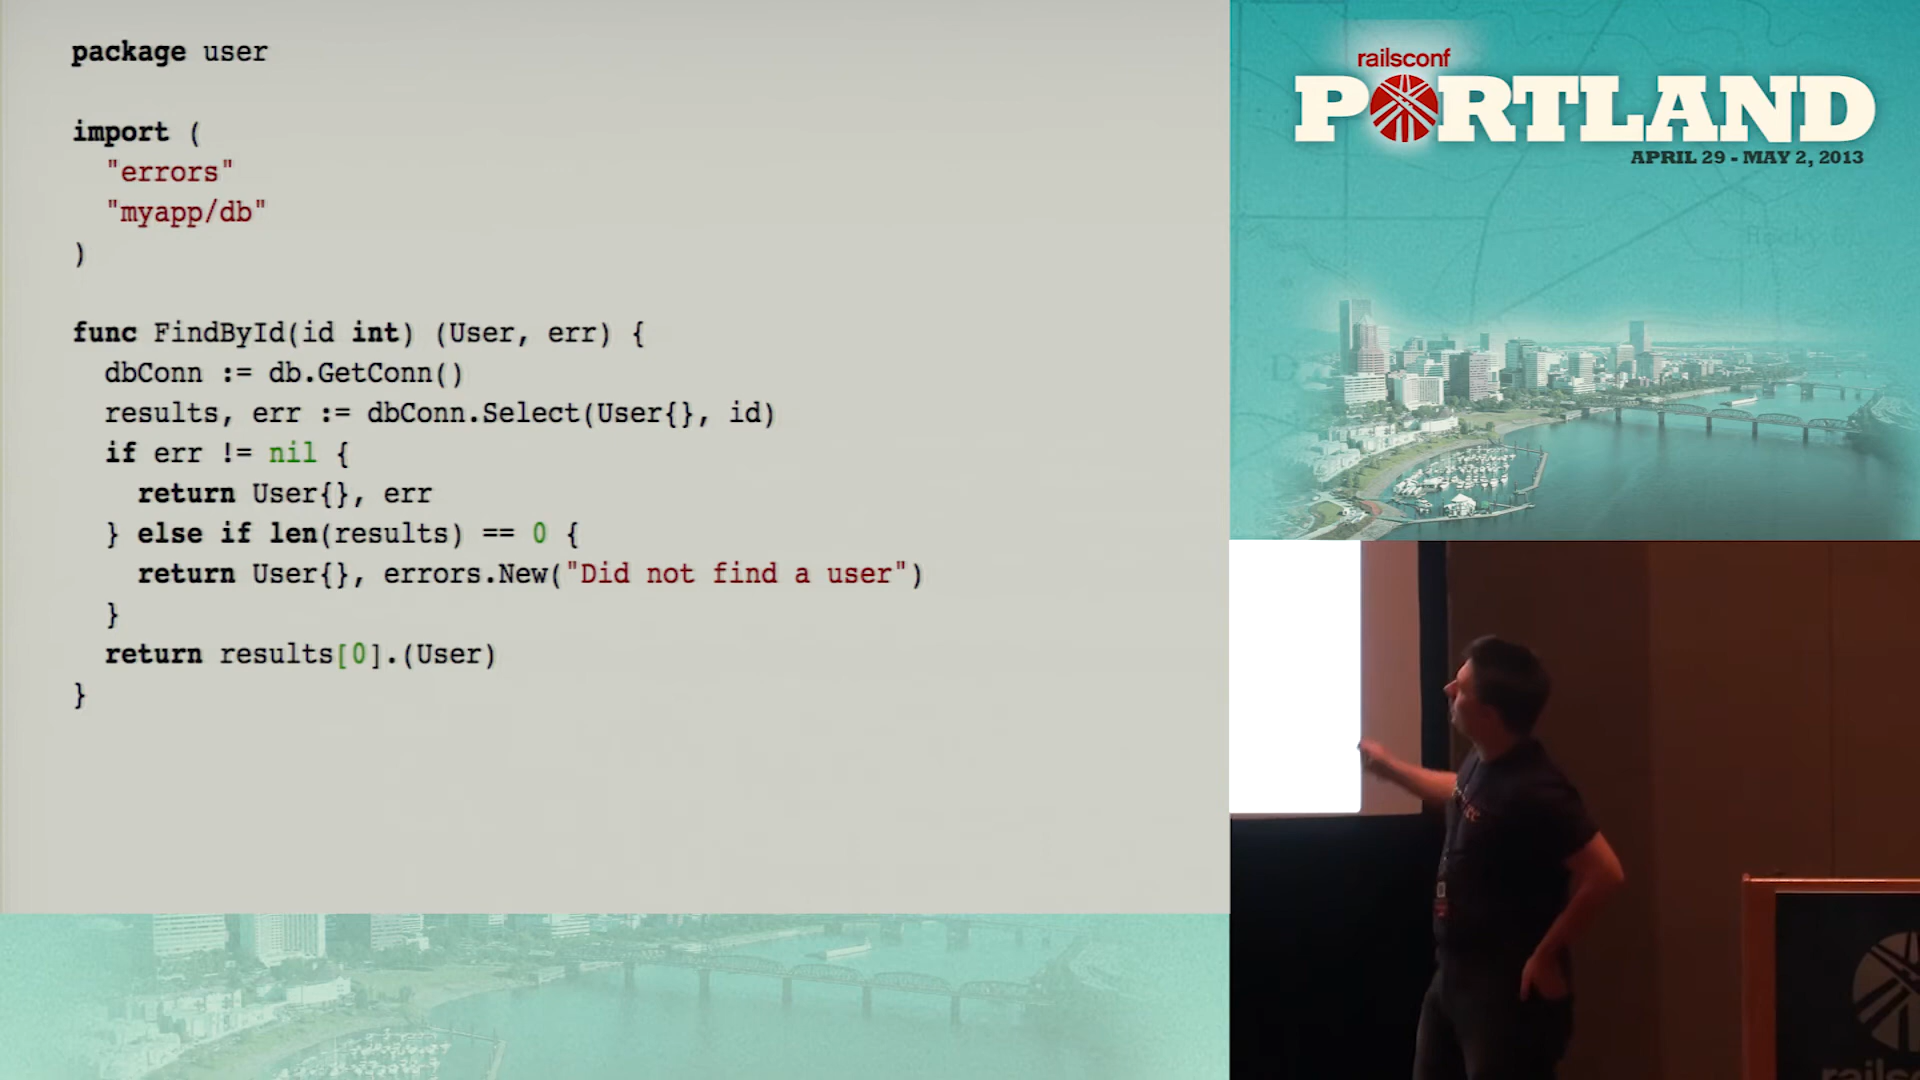 package user
import (
"errors"
"myapp/db"
)
func FindById(id int) (User, err) {
dbConn := db.GetConn()
results, err := dbConn.Select(User{}, id)
if err != nil {
return User{}, err
} else if len(results) == 0 {
return User{}, errors.New("Did not find a user")
}
return results[0].(User)
}
railsconf
PORTLAND
APRIL 29 - MAY 2, 2013